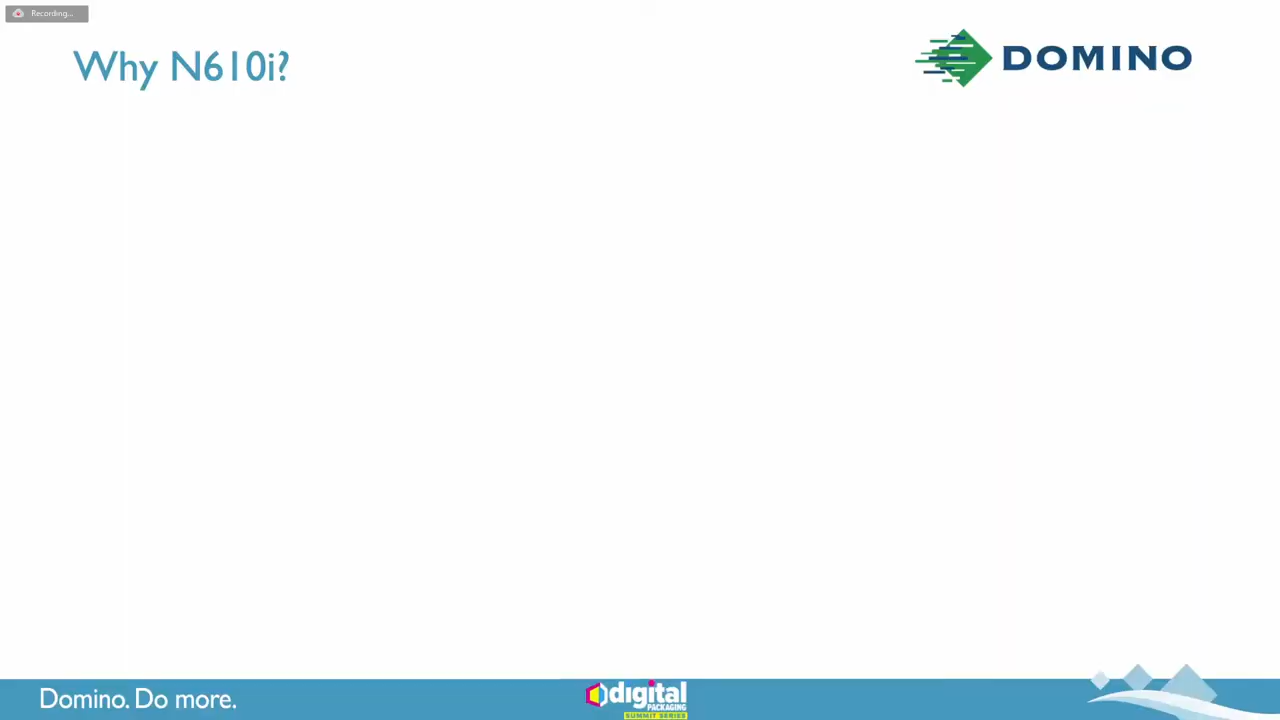 Recording...
Why N610i?
DOMINO
Domino. Do more.
digital
PACKAGING
SUMMIT SERIES